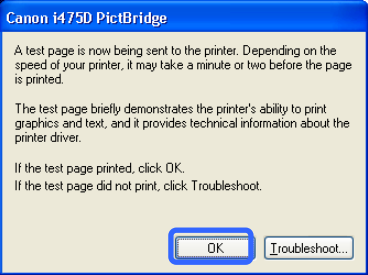 Canon i475D PictBridge
A test page is now being sent to the printer. Depending on the
speed of your printer, it may take a minute or two before the page
is printed.
The test page briefly demonstrates the printer's ability to print
graphics and text, and it provides technical information about the
printer driver.
If the test page printed, click OK.
If the test page did not print, click Troubleshoot.
OK
Troubleshoot...